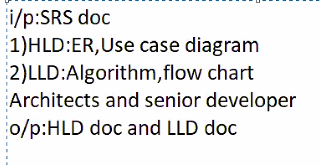 i/p:SRS doc
1)HLD:ER,Use case diagram
2)LLD:Algorithm,flow chart
Architects and senior developer
o/p:HLD doc and LLD doc